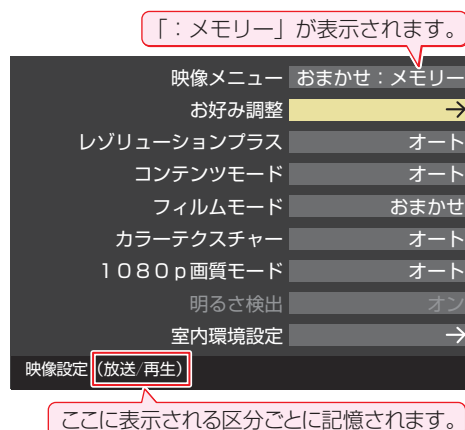 「：メモリー」が表示されます。
映像メニュー おまかせ：メモリー
お好み調整 →
レゾリューションプラス オート
コンテンツモード オート
フィルムモード おまかせ
カラーテクスチャー オート
１０８０ｐ画質モード オート
明るさ検出 オン
室内環境設定 →
映像設定（放送/再生）
ここに表示される区分ごとに記憶されます。